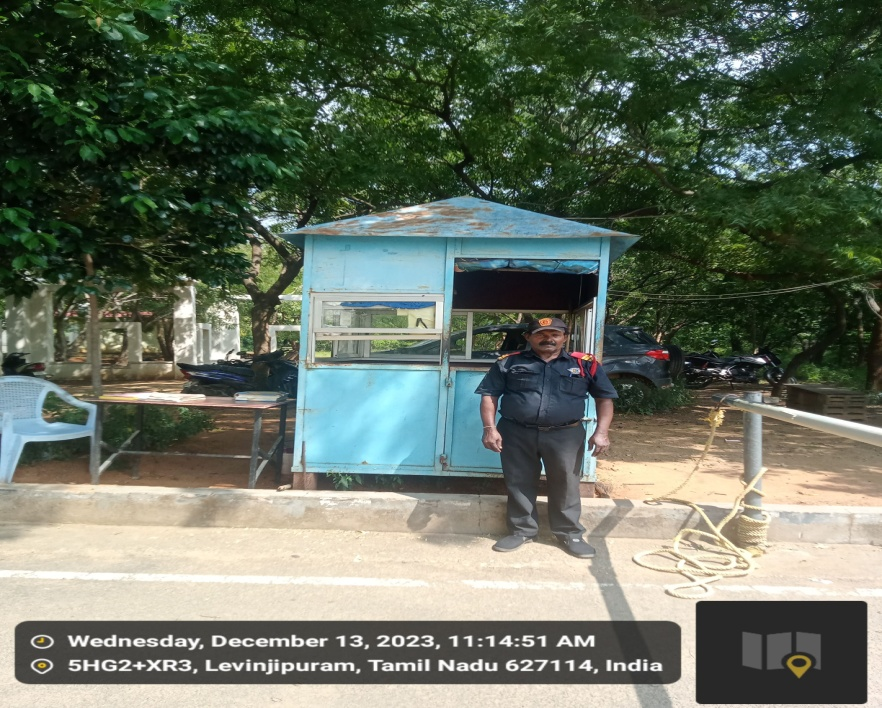 Wednesday, December 13, 2023, 11:14:51 AM
5HG2+XR3, Levinjipuram, Tamil Nadu 627114, India